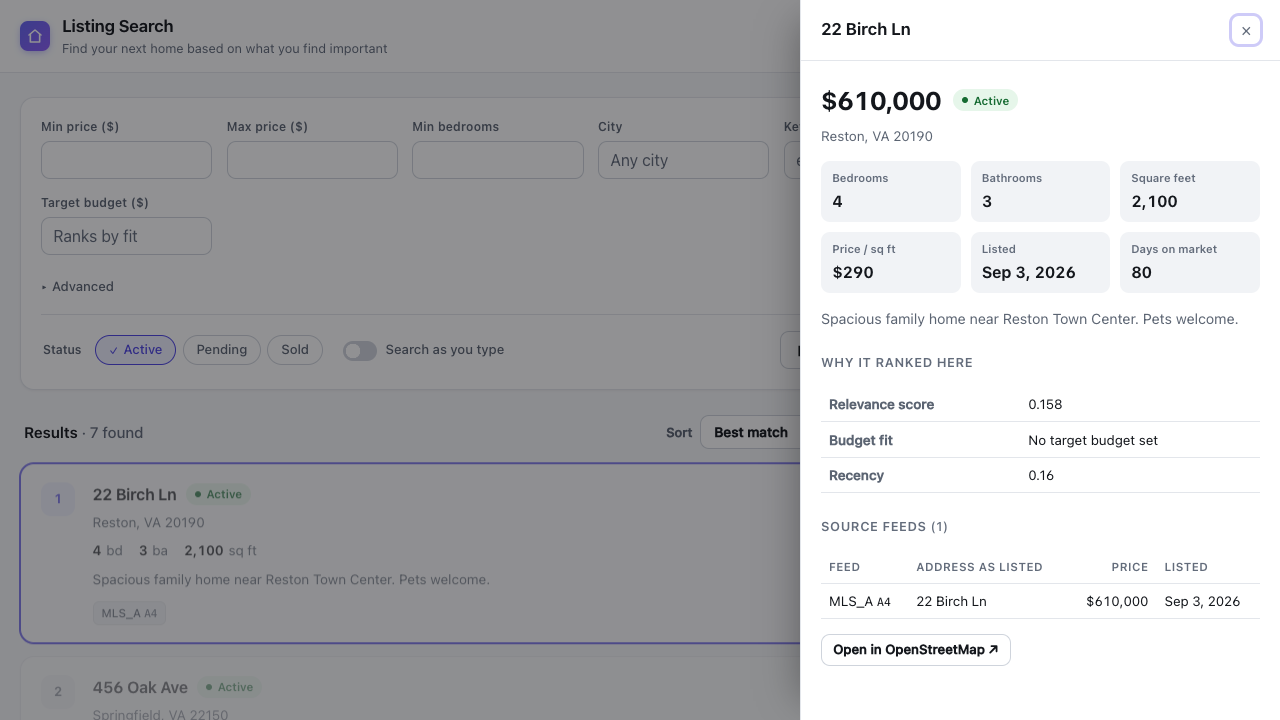 Listing Search
Find your next home based on what you find important
Min price ($)
Max price ($)
Min bedrooms
City
Any city
Target budget ($)
Ranks by fit
▸ Advanced
Status
✓ Active
Pending
Sold
Search as you type
Results · 7 found
Sort
Best match
1
22 Birch Ln
● Active
Reston, VA 20190
4 bd 3 ba 2,100 sq ft
Spacious family home near Reston Town Center. Pets welcome.
MLS_A A4
2
456 Oak Ave
● Active
Springfield, VA 22150
22 Birch Ln
×
$610,000
● Active
Reston, VA 20190
Bedrooms
4
Bathrooms
3
Square feet
2,100
Price / sq ft
$290
Listed
Sep 3, 2026
Days on market
80
Spacious family home near Reston Town Center. Pets welcome.
WHY IT RANKED HERE
Relevance score 0.158
Budget fit No target budget set
Recency 0.16
SOURCE FEEDS (1)
FEED ADDRESS AS LISTED PRICE LISTED
MLS_A A4 22 Birch Ln $610,000 Sep 3, 2026
Open in OpenStreetMap ↗